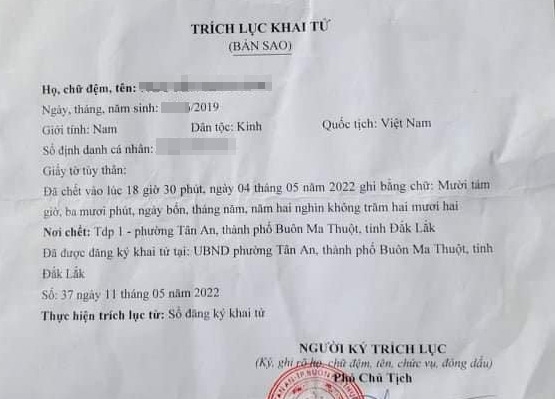 TRÍCH LỤC KHAI TỬ
(BẢN SAO)
Họ, chữ đệm, tên:
Ngày, tháng, năm sinh: /2019
Giới tính: Nam Dân tộc: Kinh Quốc tịch: Việt Nam
Số định danh cá nhân:
Giấy tờ tùy thân:
Đã chết vào lúc 18 giờ 30 phút, ngày 04 tháng 05 năm 2022 ghi bằng chữ: Mười tám
giờ, ba mươi phút, ngày bốn, tháng năm, năm hai nghìn không trăm hai mươi hai
Nơi chết: Tdp 1 - phường Tân An, thành phố Buôn Ma Thuột, tỉnh Đắk Lắk
Đã được đăng ký khai tử tại: UBND phường Tân An, thành phố Buôn Ma Thuột, tỉnh
Đắk Lắk
Số: 37 ngày 11 tháng 05 năm 2022
Thực hiện trích lục từ: Sổ đăng ký khai tử
NGƯỜI KÝ TRÍCH LỤC
(Ký, ghi rõ họ, chữ đệm, tên, chức vụ, đóng dấu)
Phó Chủ Tịch